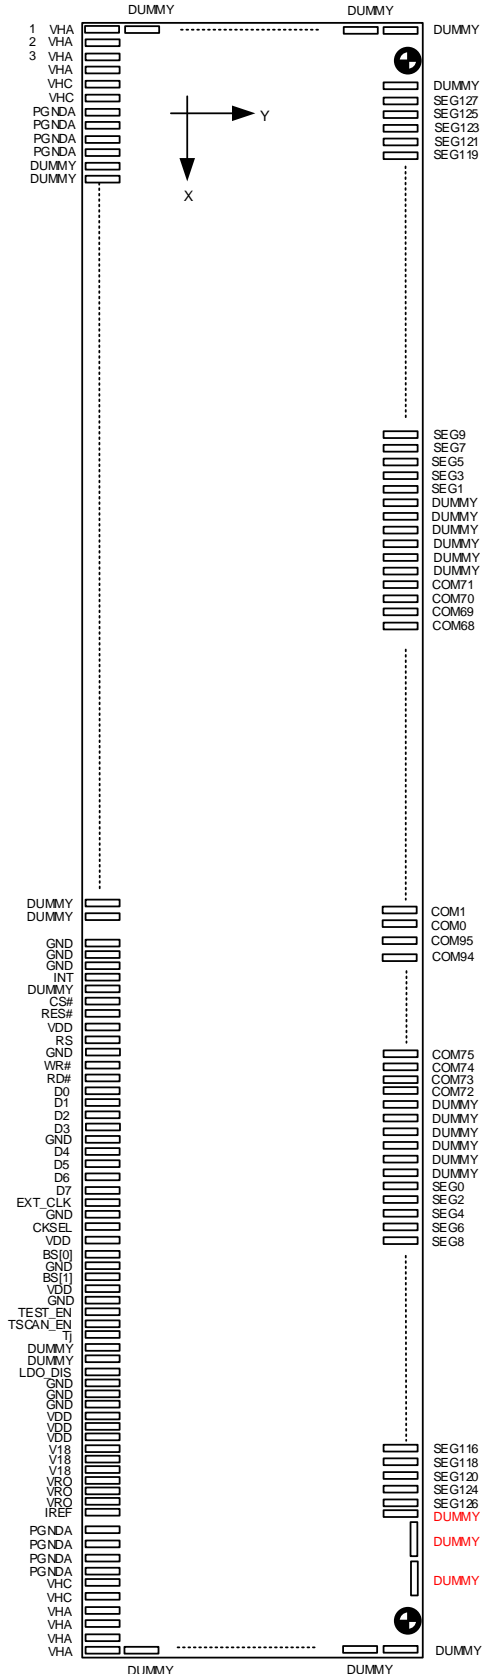 DUMMY
DUMMY
1 VHA
2 VHA
3 VHA
VHA
VHC
VHC
PGNDA
PGNDA
PGNDA
PGNDA
DUMMY
DUMMY
Y
X
DUMMY
DUMMY
SEG127
SEG125
SEG123
SEG121
SEG119
SEG9
SEG7
SEG5
SEG3
SEG1
DUMMY
DUMMY
DUMMY
DUMMY
DUMMY
DUMMY
COM71
COM70
COM69
COM68
DUMMY
DUMMY
GND
GND
GND
INT
DUMMY
CS#
RES#
VDD
RS
GND
WR#
RD#
D0
D1
D2
D3
GND
D4
D5
D6
D7
EXT_CLK
GND
CKSEL
VDD
BS[0]
GND
BS[1]
VDD
GND
TEST_EN
TSCAN_EN
Tj
DUMMY
DUMMY
LDO_DIS
GND
GND
GND
VDD
VDD
VDD
V18
V18
V18
VRO
VRO
VRO
IREF
PGNDA
PGNDA
PGNDA
PGNDA
VHC
VHC
VHA
VHA
VHA
VHA
COM1
COM0
COM95
COM94
COM75
COM74
COM73
COM72
DUMMY
DUMMY
DUMMY
DUMMY
DUMMY
DUMMY
SEG0
SEG2
SEG4
SEG6
SEG8
SEG116
SEG118
SEG120
SEG124
SEG126
DUMMY
DUMMY
DUMMY
DUMMY
DUMMY
DUMMY